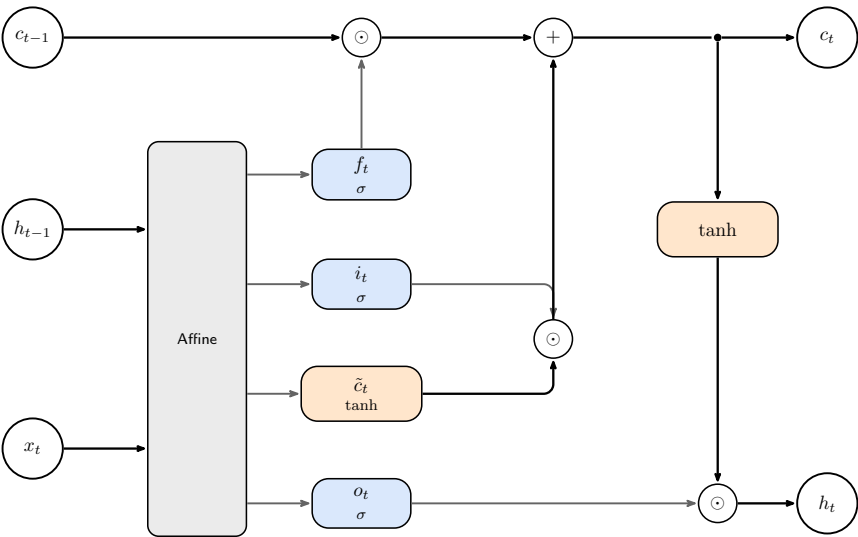 c_{t−1}
⊙
+
c_t
f_t
σ
h_{t−1}
tanh
i_t
σ
Affine
⊙
c̃_t
tanh
x_t
o_t
σ
⊙
h_t